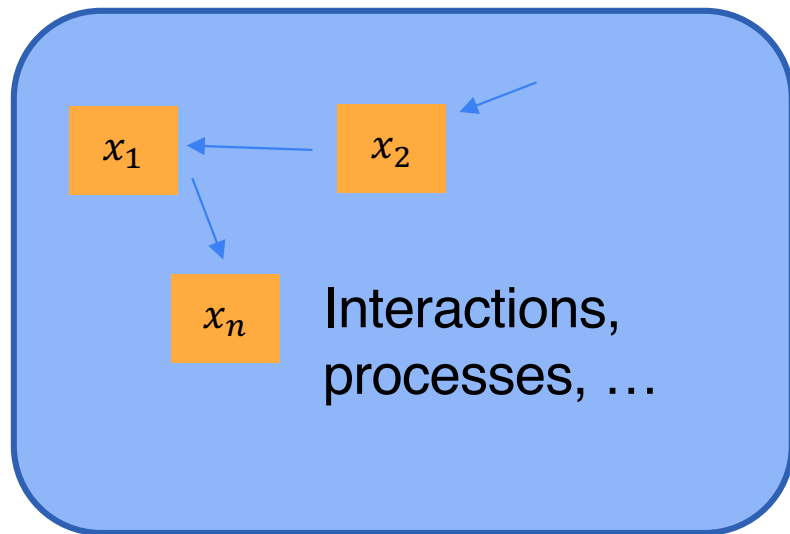 x₁
x₂
xₙ
Interactions,
processes, …